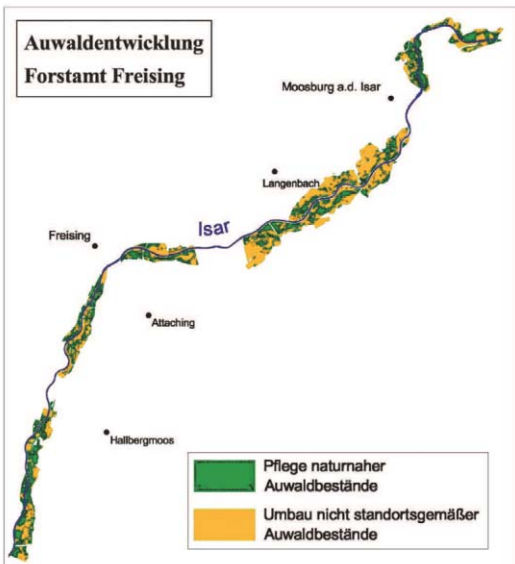 Auwaldentwicklung
Forstamt Freising
Moosburg a.d. Isar
Langenbach
Isar
Freising
Attaching
Hallbergmoos
Pflege naturnaher
Auwaldbestände
Umbau nicht standortsgemäßer
Auwaldbestände